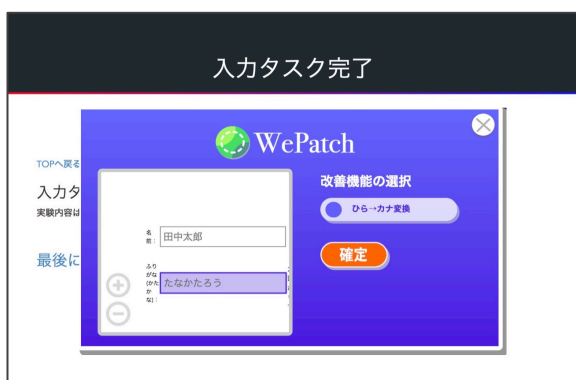 入力タスク完了
WePatch
TOPへ戻る
入力タ
実験内容は
最後に
改善機能の選択
ひら→カナ変換
確定
名
前：
田中太郎
ふり
がな
(かた
か
な)：
たなかたろう